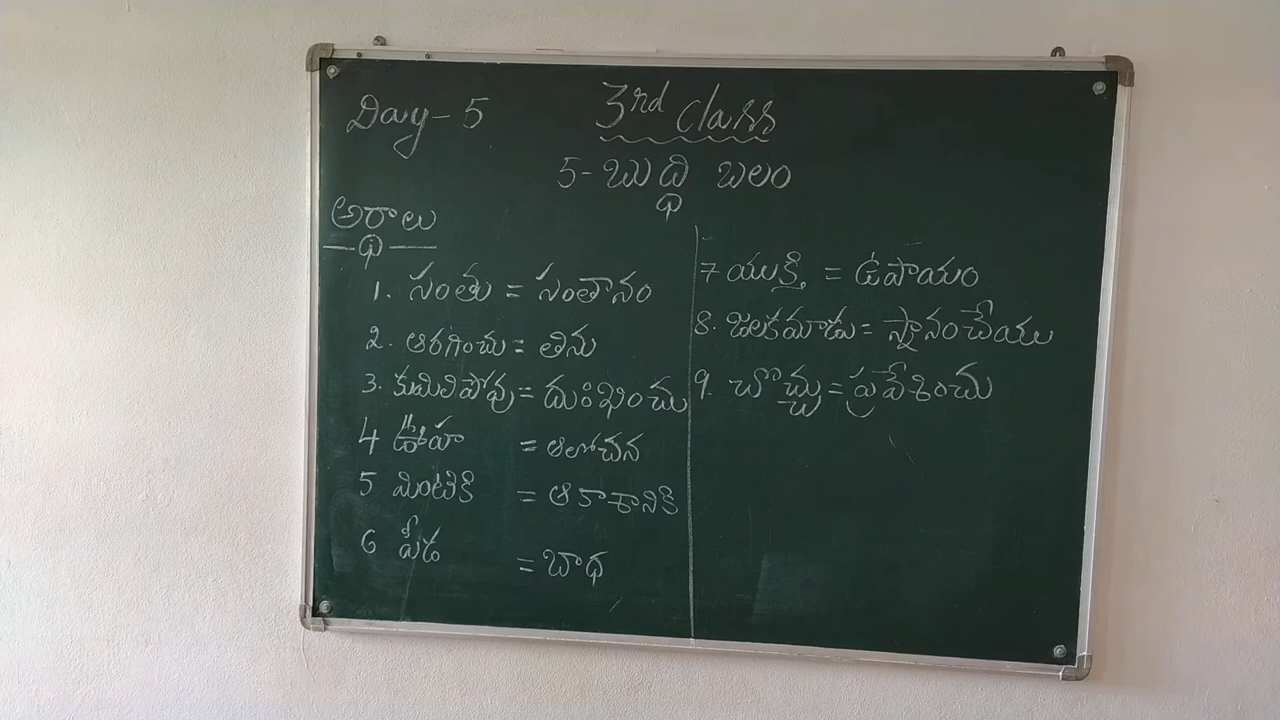 Day-5
3rd class
5-బుద్ధి బలం
అర్థాలు
1. సంతు = సంతానం
2. ఆరగించు = తిను
3. కుమిలిపోవు = దుఃఖించు
4 ఊహ = ఆలోచన
5 మింటికి = ఆకాశానికి
6 పీడ = బాధ
7 యుక్తి = ఉపాయం
8. జలకమాడు = స్నానంచేయు
9. చొచ్చు = ప్రవేశించు